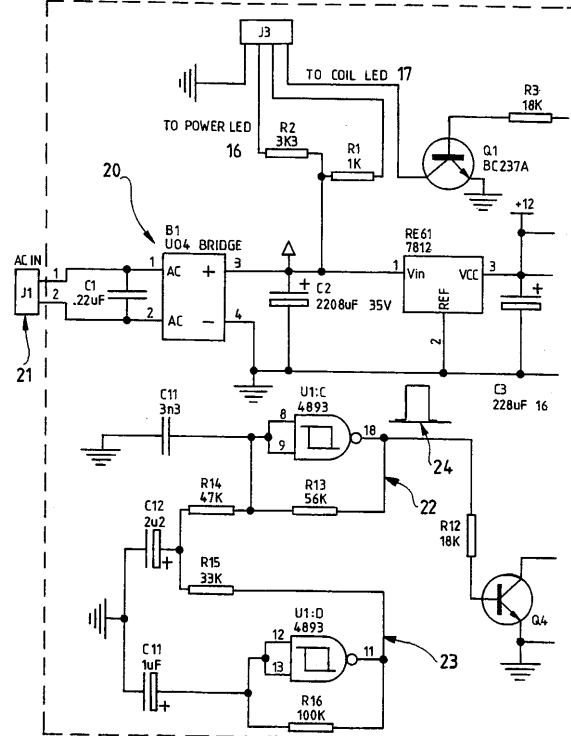 J3
TO COIL LED 17
R3
18K
TO POWER LED
16
R2
3K3
R1
1K
Q1
BC237A
20
B1
U04 BRIDGE
RE61
7812
+12
AC IN
J1
1
2
C1
.22uF
1
AC
+
3
2
AC
−
4
+
C2
2208uF 35V
1
Vin
VCC
3
REF
2
+
C3
228uF 16
21
C11
3n3
U1:C
4893
8
9
18
24
R14
47K
R13
56K
22
C12
2u2
+
R15
33K
R12
18K
Q4
U1:D
4893
12
13
11
23
C11
1uF
+
R16
100K